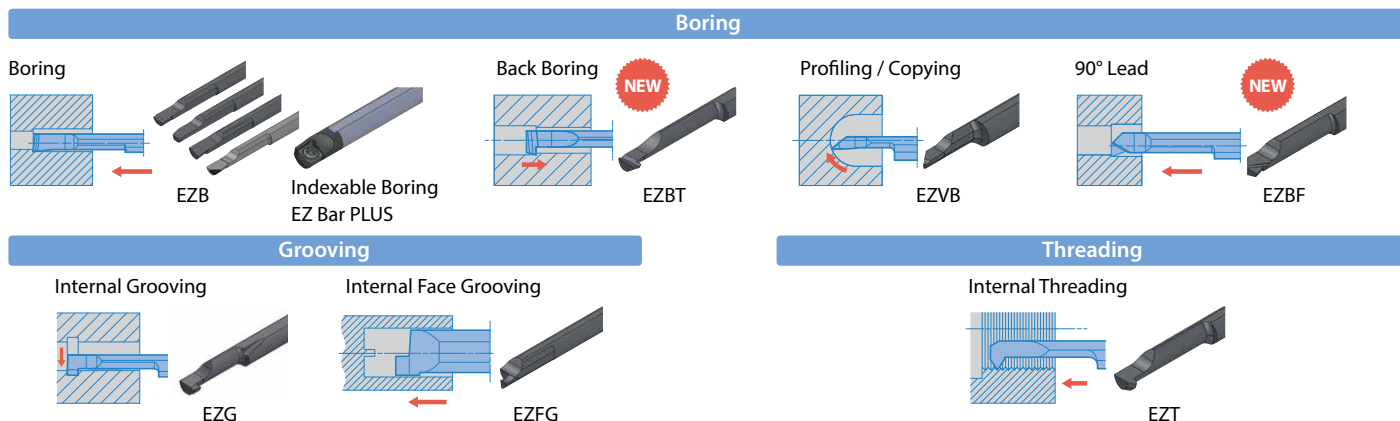 Boring
Boring
EZB
Indexable Boring
EZ Bar PLUS
Back Boring
NEW
EZBT
Profiling / Copying
EZVB
90° Lead
NEW
EZBF
Grooving
Internal Grooving
EZG
Internal Face Grooving
EZFG
Threading
Internal Threading
EZT